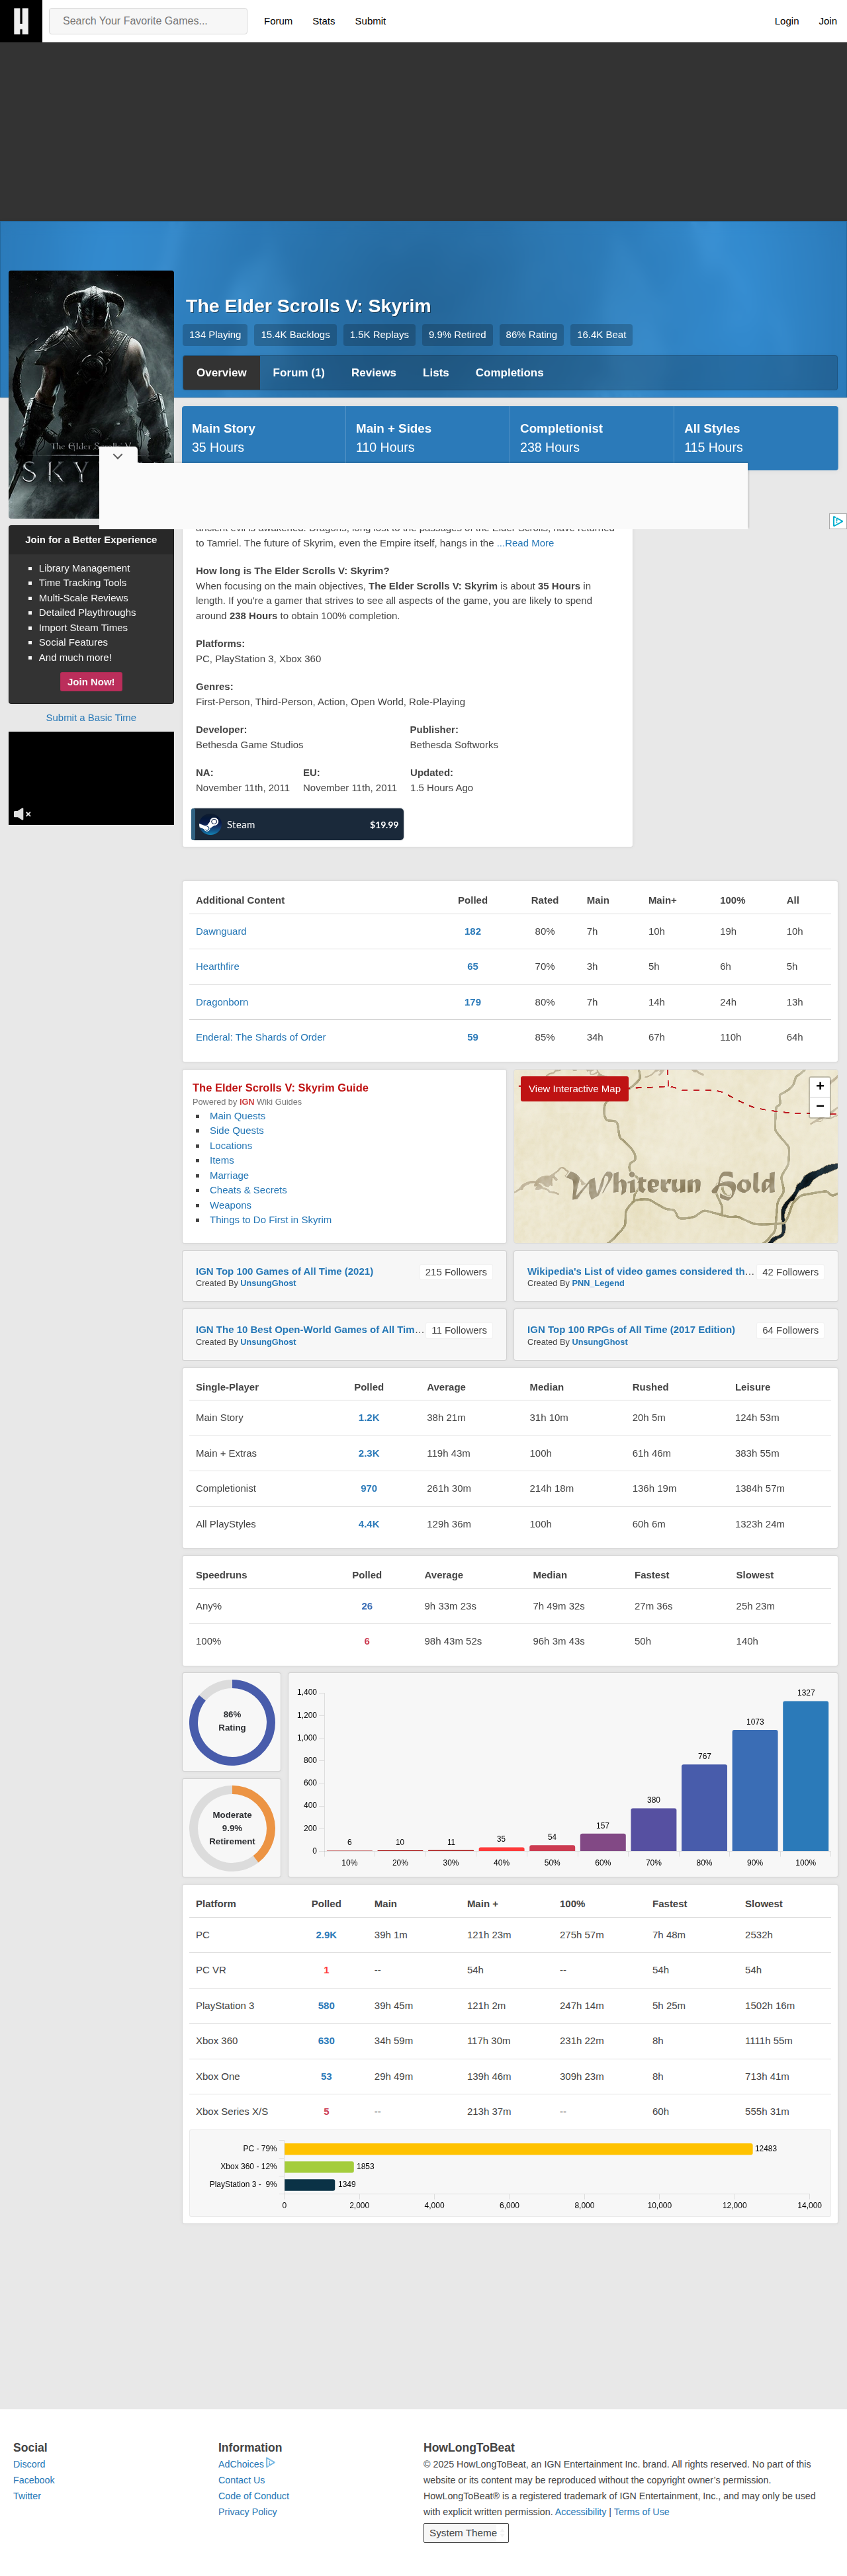 H
Search Your Favorite Games...
Forum
Stats
Submit
Login
Join
The Elder Scrolls V: Skyrim
134 Playing
15.4K Backlogs
1.5K Replays
9.9% Retired
86% Rating
16.4K Beat
Overview
Forum (1)
Reviews
Lists
Completions
The Elder Scrolls V
SKY
Main Story
35 Hours
Main + Sides
110 Hours
Completionist
238 Hours
All Styles
115 Hours
Join for a Better Experience
Library Management
Time Tracking Tools
Multi-Scale Reviews
Detailed Playthroughs
Import Steam Times
Social Features
And much more!
Join Now!
Submit a Basic Time
ancient evil is awakened. Dragons, long lost to the passages of the Elder Scrolls, have returned
to Tamriel. The future of Skyrim, even the Empire itself, hangs in the ...Read More
How long is The Elder Scrolls V: Skyrim?
When focusing on the main objectives, The Elder Scrolls V: Skyrim is about 35 Hours in
length. If you're a gamer that strives to see all aspects of the game, you are likely to spend
around 238 Hours to obtain 100% completion.
Platforms:
PC, PlayStation 3, Xbox 360
Genres:
First-Person, Third-Person, Action, Open World, Role-Playing
Developer:
Bethesda Game Studios
Publisher:
Bethesda Softworks
NA:
November 11th, 2011
EU:
November 11th, 2011
Updated:
1.5 Hours Ago
Steam $19.99
Additional Content Polled Rated Main Main+ 100% All
Dawnguard 182 80% 7h 10h 19h 10h
Hearthfire 65 70% 3h 5h 6h 5h
Dragonborn 179 80% 7h 14h 24h 13h
Enderal: The Shards of Order 59 85% 34h 67h 110h 64h
The Elder Scrolls V: Skyrim Guide
Powered by IGN Wiki Guides
Main Quests
Side Quests
Locations
Items
Marriage
Cheats & Secrets
Weapons
Things to Do First in Skyrim
View Interactive Map
+
−
Whiterun Hold
IGN Top 100 Games of All Time (2021)
Created By UnsungGhost
215 Followers
Wikipedia's List of video games considered th...
Created By PNN_Legend
42 Followers
IGN The 10 Best Open-World Games of All Tim...
Created By UnsungGhost
11 Followers
IGN Top 100 RPGs of All Time (2017 Edition)
Created By UnsungGhost
64 Followers
Single-Player Polled Average Median Rushed Leisure
Main Story 1.2K 38h 21m 31h 10m 20h 5m 124h 53m
Main + Extras 2.3K 119h 43m 100h 61h 46m 383h 55m
Completionist 970 261h 30m 214h 18m 136h 19m 1384h 57m
All PlayStyles 4.4K 129h 36m 100h 60h 6m 1323h 24m
Speedruns Polled Average Median Fastest Slowest
Any% 26 9h 33m 23s 7h 49m 32s 27m 36s 25h 23m
100% 6 98h 43m 52s 96h 3m 43s 50h 140h
86%
Rating
Moderate
9.9%
Retirement
1,400
1,200
1,000
800
600
400
200
0
6 10 11 35 54 157 380 767 1073 1327
10% 20% 30% 40% 50% 60% 70% 80% 90% 100%
Platform Polled Main Main + 100% Fastest Slowest
PC 2.9K 39h 1m 121h 23m 275h 57m 7h 48m 2532h
PC VR 1 -- 54h -- 54h 54h
PlayStation 3 580 39h 45m 121h 2m 247h 14m 5h 25m 1502h 16m
Xbox 360 630 34h 59m 117h 30m 231h 22m 8h 1111h 55m
Xbox One 53 29h 49m 139h 46m 309h 23m 8h 713h 41m
Xbox Series X/S 5 -- 213h 37m -- 60h 555h 31m
PC - 79% 12483
Xbox 360 - 12% 1853
PlayStation 3 - 9% 1349
0 2,000 4,000 6,000 8,000 10,000 12,000 14,000
Social
Discord
Facebook
Twitter
Information
AdChoices
Contact Us
Code of Conduct
Privacy Policy
HowLongToBeat
© 2025 HowLongToBeat, an IGN Entertainment Inc. brand. All rights reserved. No part of this
website or its content may be reproduced without the copyright owner's permission.
HowLongToBeat® is a registered trademark of IGN Entertainment, Inc., and may only be used
with explicit written permission. Accessibility | Terms of Use
System Theme